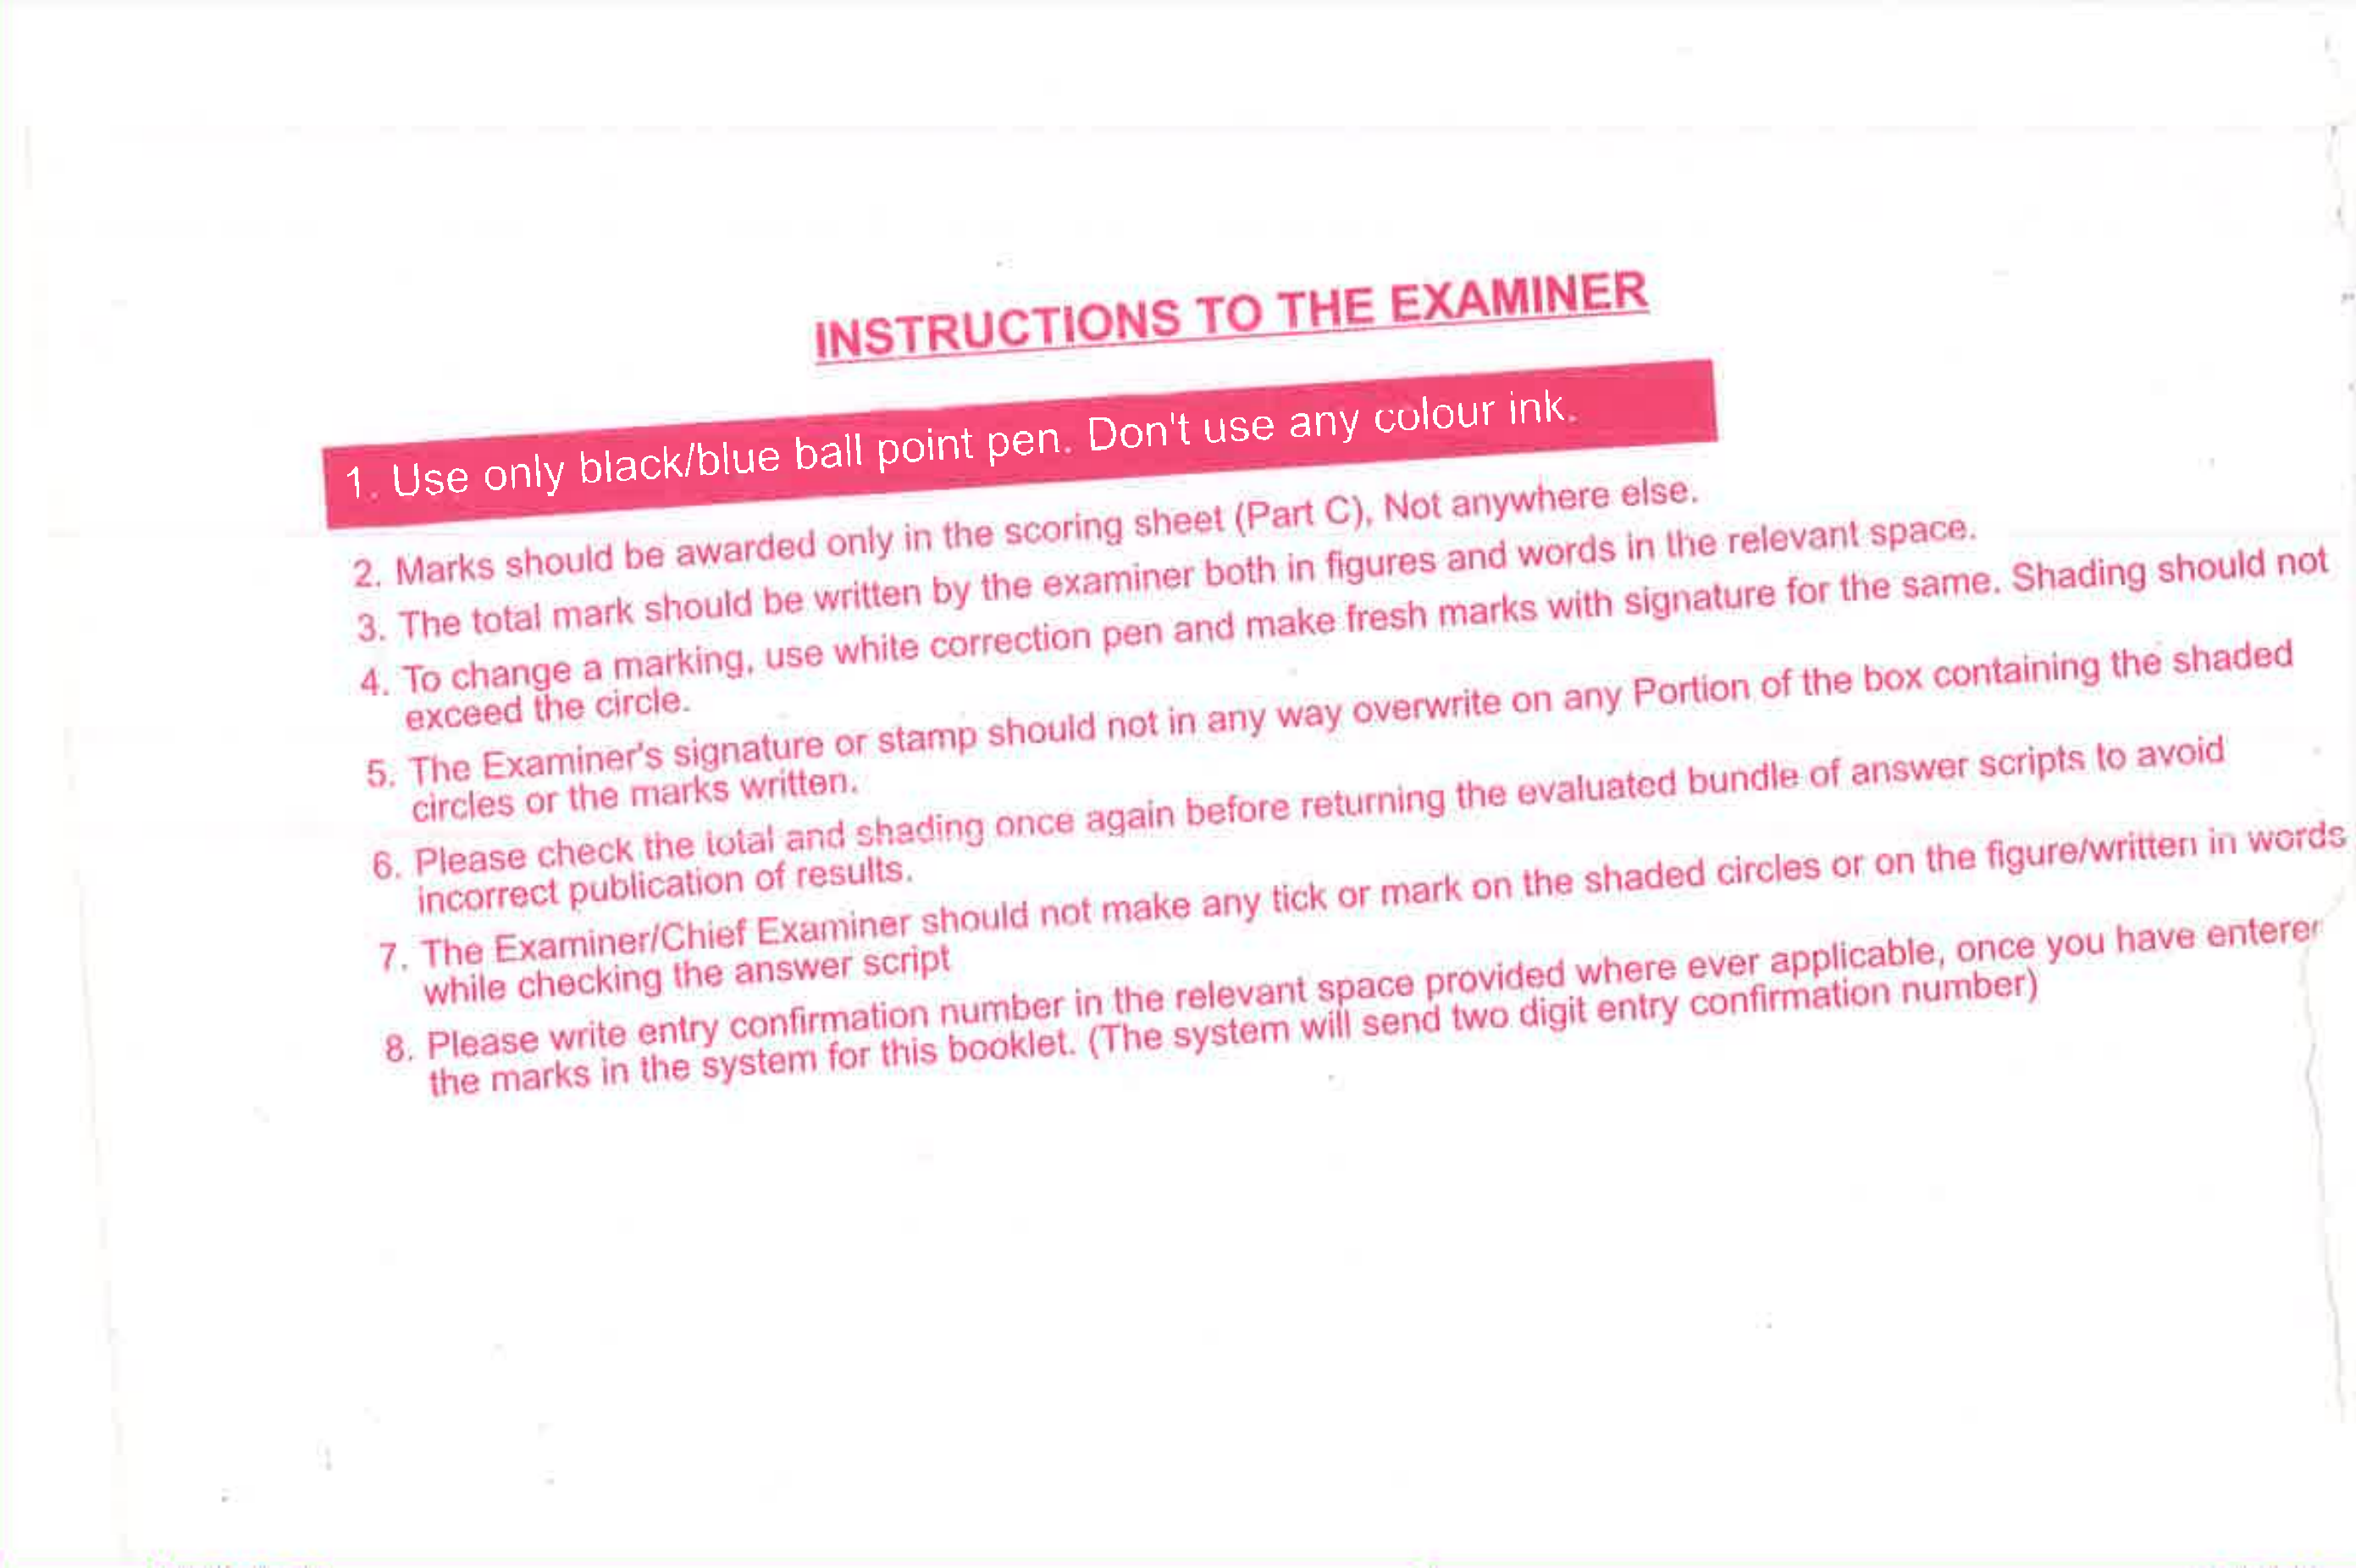 INSTRUCTIONS TO THE EXAMINER
1. Use only black/blue ball point pen. Don't use any colour ink.
2. Marks should be awarded only in the scoring sheet (Part C), Not anywhere else.
3. The total mark should be written by the examiner both in figures and words in the relevant space.
4. To change a marking, use white correction pen and make fresh marks with signature for the same. Shading should not
exceed the circle.
5. The Examiner's signature or stamp should not in any way overwrite on any Portion of the box containing the shaded
circles or the marks written.
6. Please check the total and shading once again before returning the evaluated bundle of answer scripts to avoid
incorrect publication of results.
7. The Examiner/Chief Examiner should not make any tick or mark on the shaded circles or on the figure/written in words
while checking the answer script
8. Please write entry confirmation number in the relevant space provided where ever applicable, once you have enterer
the marks in the system for this booklet. (The system will send two digit entry confirmation number)